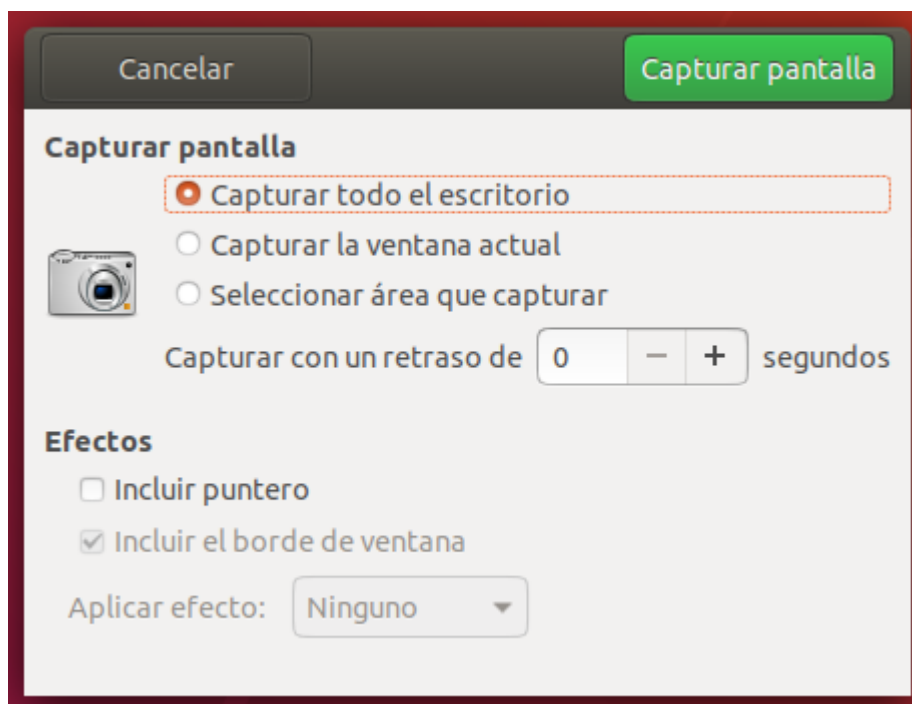 Cancelar
Capturar pantalla
Capturar pantalla
Capturar todo el escritorio
Capturar la ventana actual
Seleccionar área que capturar
Capturar con un retraso de 0 − + segundos
Efectos
Incluir puntero
Incluir el borde de ventana
Aplicar efecto: Ninguno